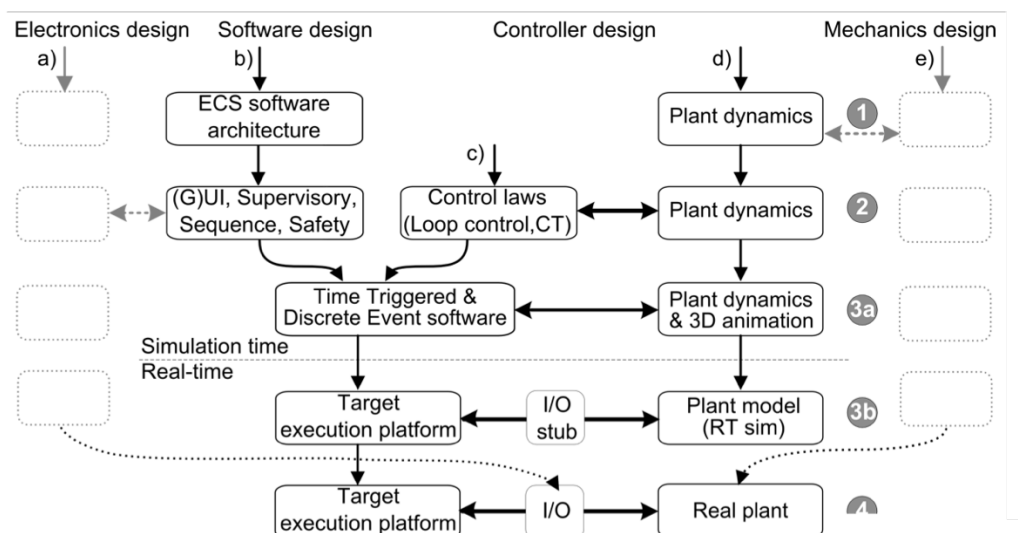 Electronics design
Software design
Controller design
Mechanics design
a)
b)
d)
e)
ECS software
architecture
Plant dynamics
1
c)
(G)UI, Supervisory,
Sequence, Safety
Control laws
(Loop control,CT)
Plant dynamics
2
Time Triggered &
Discrete Event software
Plant dynamics
& 3D animation
3a
Simulation time
Real-time
Target
execution platform
I/O
stub
Plant model
(RT sim)
3b
Target
execution platform
I/O
Real plant
4